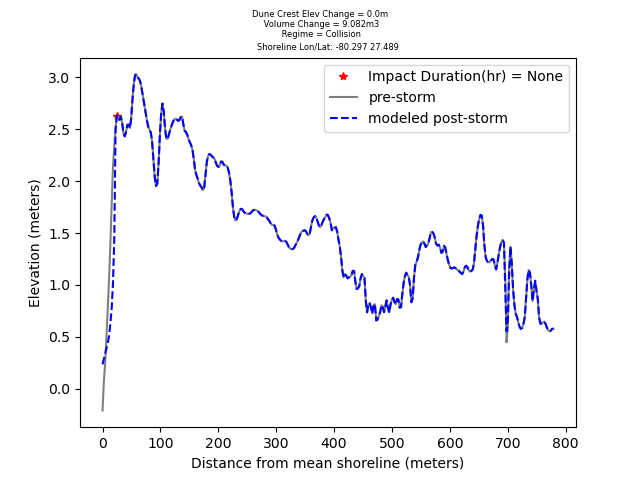 Dune Crest Elev Change = 0.0m
Volume Change = 9.082m3
Regime = Collision
Shoreline Lon/Lat: -80.297 27.489
Impact Duration(hr) = None
pre-storm
modeled post-storm
Elevation (meters)
3.0
2.5
2.0
1.5
1.0
0.5
0.0
0 100 200 300 400 500 600 700 800
Distance from mean shoreline (meters)